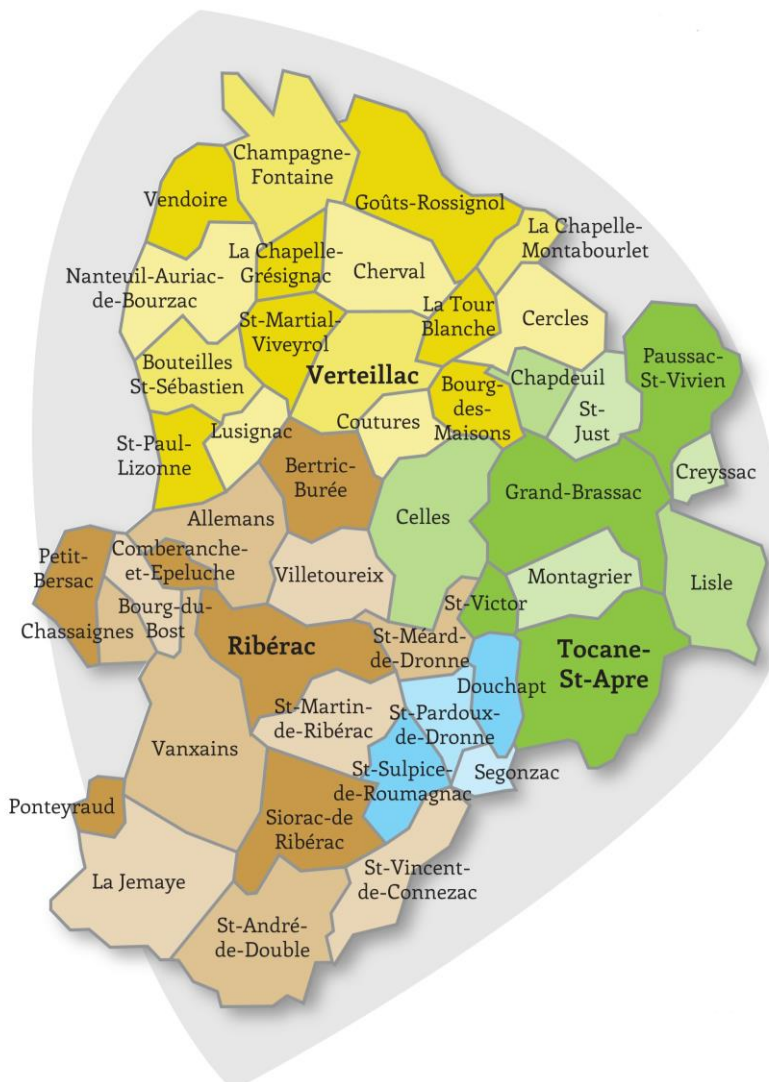 Champagne-
Fontaine
Vendoire
Goûts-Rossignol
La Chapelle-
Montabourlet
La Chapelle-
Grésignac
Cherval
Nanteuil-Auriac-
de-Bourzac
La Tour
Blanche
Cercles
St-Martial-
Viveyrol
Paussac-
St-Vivien
Bouteilles
St-Sébastien
Verteillac
Bourg-
des-
Maisons
Chapdeuil
St-
Just
St-Paul-
Lizonne
Lusignac
Coutures
Creyssac
Bertric-
Burée
Grand-Brassac
Allemans
Celles
Petit-
Bersac
Comberanche-
et-Epeluche
Villetoureix
Montagrier
Lisle
Chassaignes
Bourg-du-
Bost
St-Victor
Ribérac
St-Méard-
de-Dronne
Tocane-
St-Apre
Douchapt
St-Martin-
de-Ribérac
St-Pardoux-
de-Dronne
Vanxains
St-Sulpice-
de-Roumagnac
Segonzac
Ponteyraud
Siorac-de
Ribérac
St-Vincent-
de-Connezac
La Jemaye
St-André-
de-Double